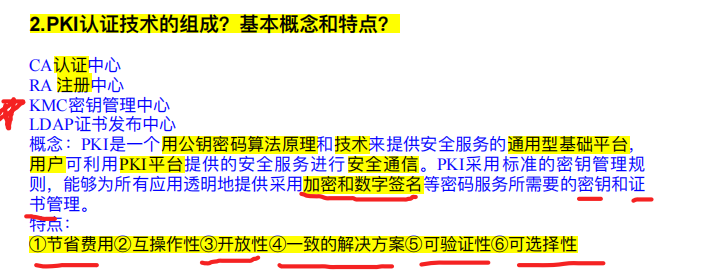 2.PKI认证技术的组成？基本概念和特点？
CA认证中心
RA 注册中心
KMC密钥管理中心
LDAP证书发布中心
概念：PKI是一个用公钥密码算法原理和技术来提供安全服务的通用型基础平台，
用户可利用PKI平台提供的安全服务进行安全通信。PKI采用标准的密钥管理规
则，能够为所有应用透明地提供采用加密和数字签名等密码服务所需要的密钥和证
书管理。
特点：
①节省费用②互操作性③开放性④一致的解决方案⑤可验证性⑥可选择性